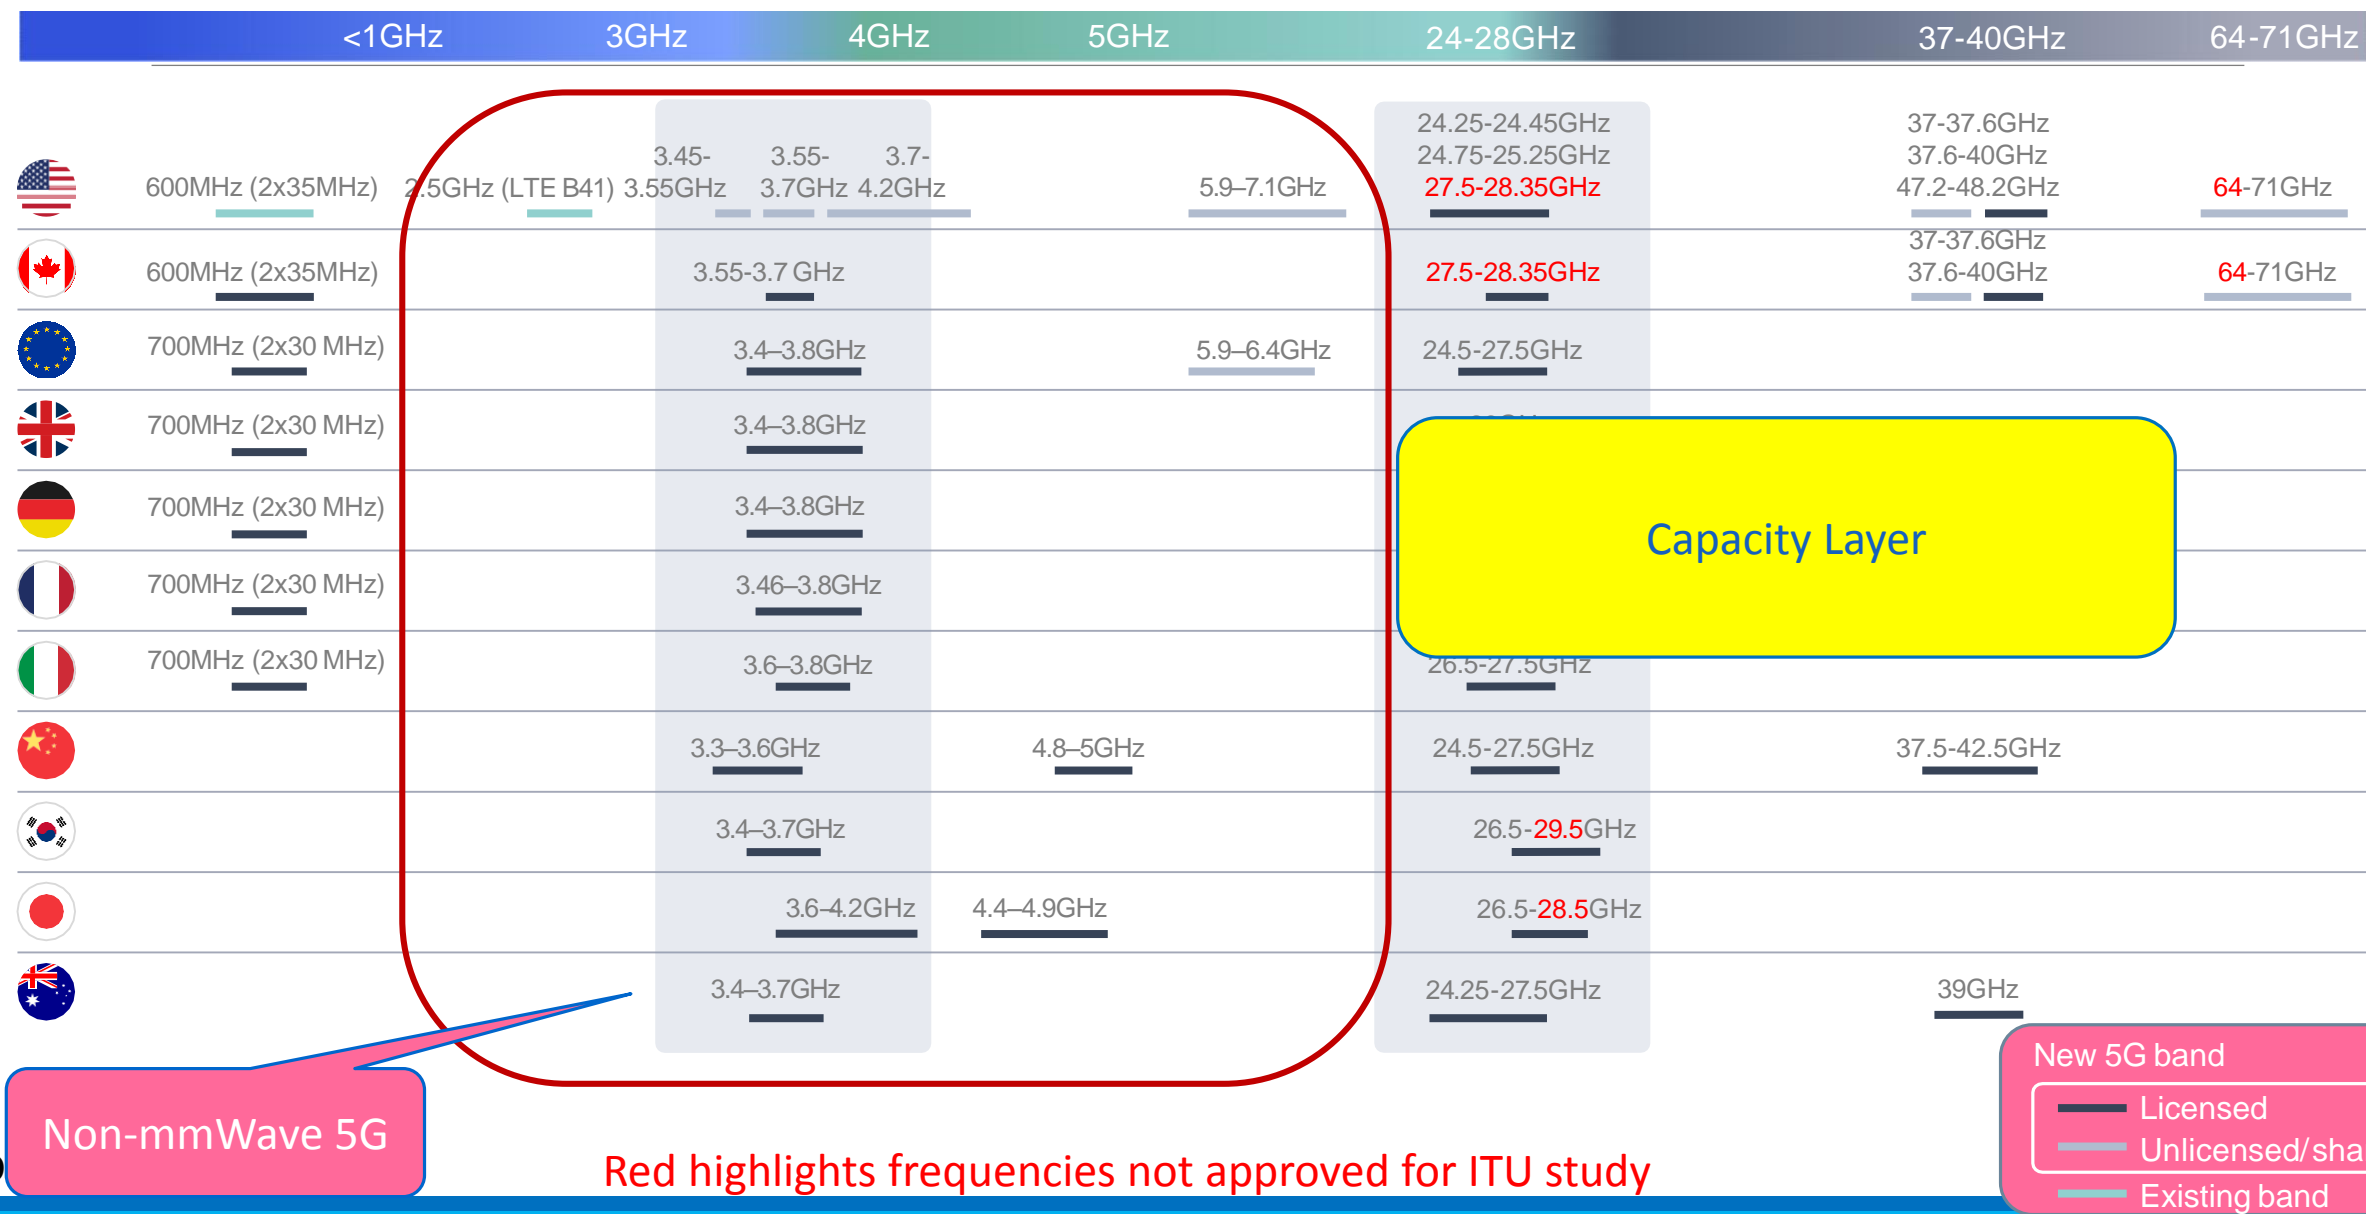 <1GHz 3GHz 4GHz 5GHz 24-28GHz 37-40GHz 64-71GHz
24.25-24.45GHz 37-37.6GHz
3.45- 3.55- 3.7- 24.75-25.25GHz 37.6-40GHz
600MHz (2x35MHz) 2.5GHz (LTE B41) 3.55GHz 3.7GHz 4.2GHz 5.9–7.1GHz 27.5-28.35GHz 47.2-48.2GHz 64-71GHz
37-37.6GHz
600MHz (2x35MHz) 3.55-3.7 GHz 27.5-28.35GHz 37.6-40GHz 64-71GHz
700MHz (2x30 MHz) 3.4–3.8GHz 5.9–6.4GHz 24.5-27.5GHz
700MHz (2x30 MHz) 3.4–3.8GHz
700MHz (2x30 MHz) 3.4–3.8GHz
Capacity Layer
700MHz (2x30 MHz) 3.46–3.8GHz
700MHz (2x30 MHz) 3.6–3.8GHz 26.5-27.5GHz
3.3–3.6GHz 4.8–5GHz 24.5-27.5GHz 37.5-42.5GHz
3.4–3.7GHz 26.5-29.5GHz
3.6–4.2GHz 4.4–4.9GHz 26.5-28.5GHz
3.4–3.7GHz 24.25-27.5GHz 39GHz
New 5G band
Licensed
Non-mmWave 5G
Unlicensed/sha
Red highlights frequencies not approved for ITU study
Existing band